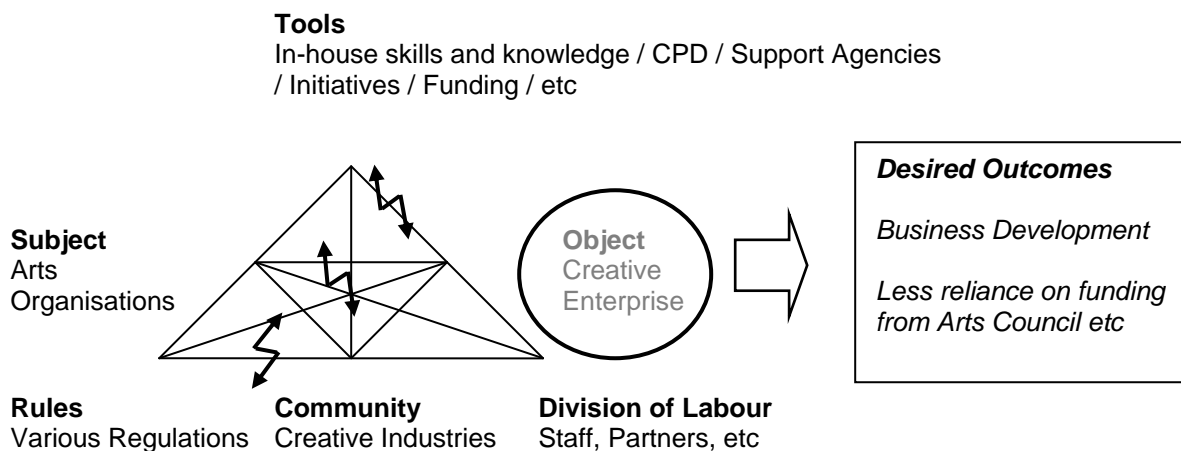 Tools
In-house skills and knowledge / CPD / Support Agencies
/ Initiatives / Funding / etc
Subject
Arts
Organisations
Object
Creative
Enterprise
Desired Outcomes
Business Development
Less reliance on funding
from Arts Council etc
Rules
Various Regulations
Community
Creative Industries
Division of Labour
Staff, Partners, etc